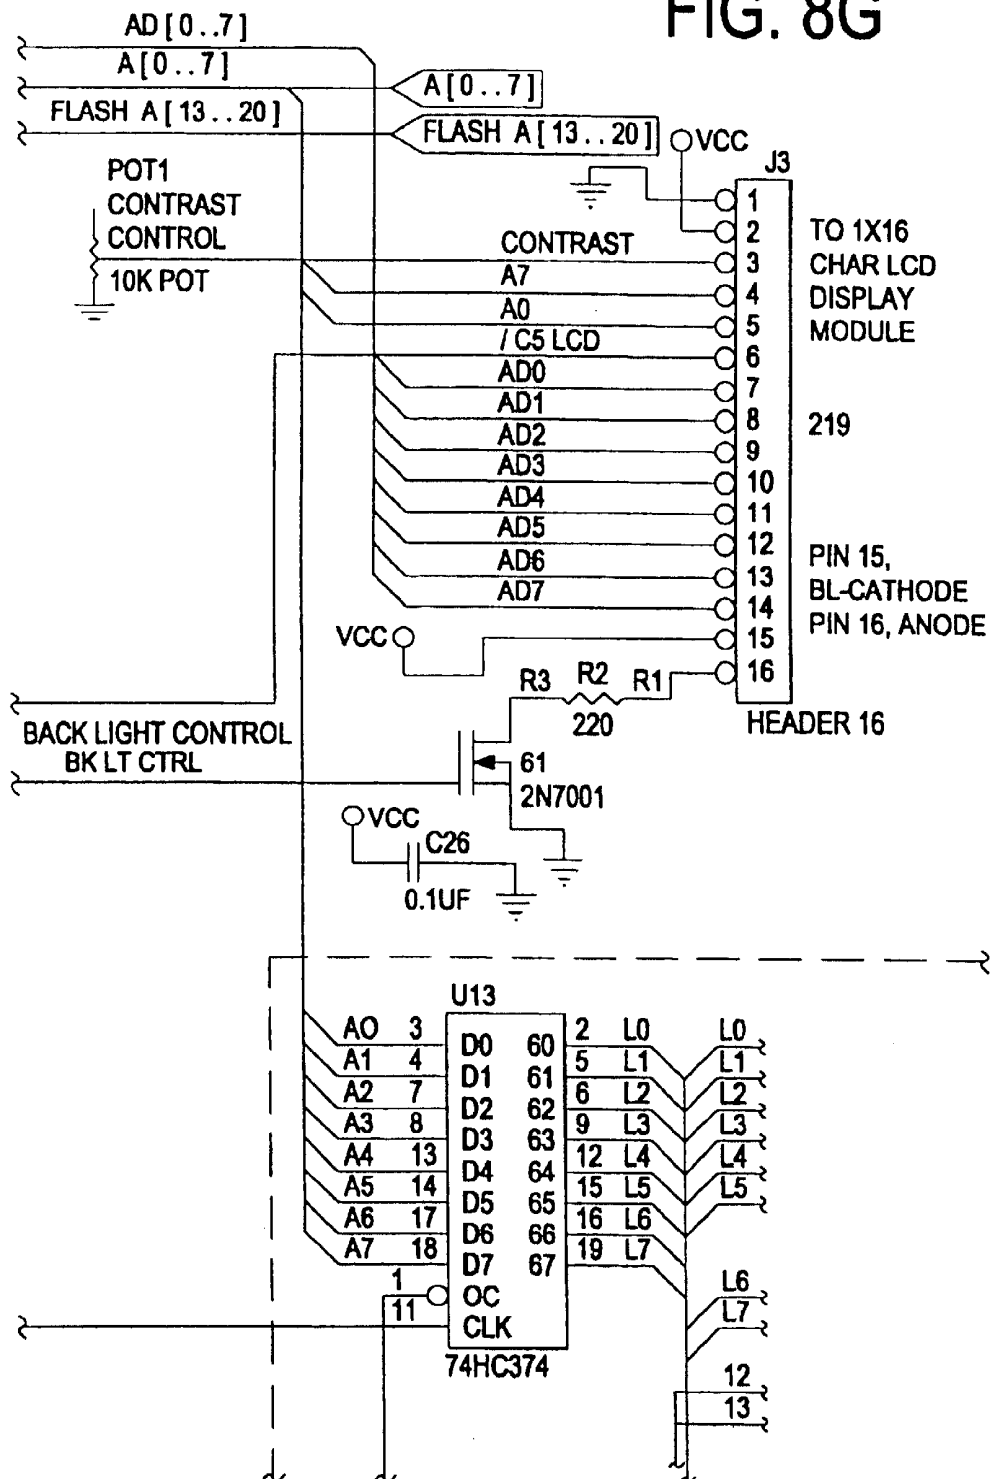 FIG. 8G
AD [0..7]
A [0..7]
A [0..7]
FLASH A [13..20]
FLASH A [13..20]
VCC
J3
POT1
CONTRAST
CONTROL
10K POT
CONTRAST
A7
A0
/ C5 LCD
AD0
AD1
AD2
AD3
AD4
AD5
AD6
AD7
1
2
3
4
5
6
7
8
9
10
11
12
13
14
15
16
TO 1X16
CHAR LCD
DISPLAY
MODULE
219
PIN 15,
BL-CATHODE
PIN 16, ANODE
HEADER 16
VCC
R3 R2 R1
220
BACK LIGHT CONTROL
BK LT CTRL
61
2N7001
VCC
C26
0.1UF
U13
AO 3 D0 60 2 L0 L0
A1 4 D1 61 5 L1 L1
A2 7 D2 62 6 L2 L2
A3 8 D3 63 9 L3 L3
A4 13 D4 64 12 L4 L4
A5 14 D5 65 15 L5 L5
A6 17 D6 66 16 L6
A7 18 D7 67 19 L7
1 OC
11 CLK
74HC374
L6
L7
12
13